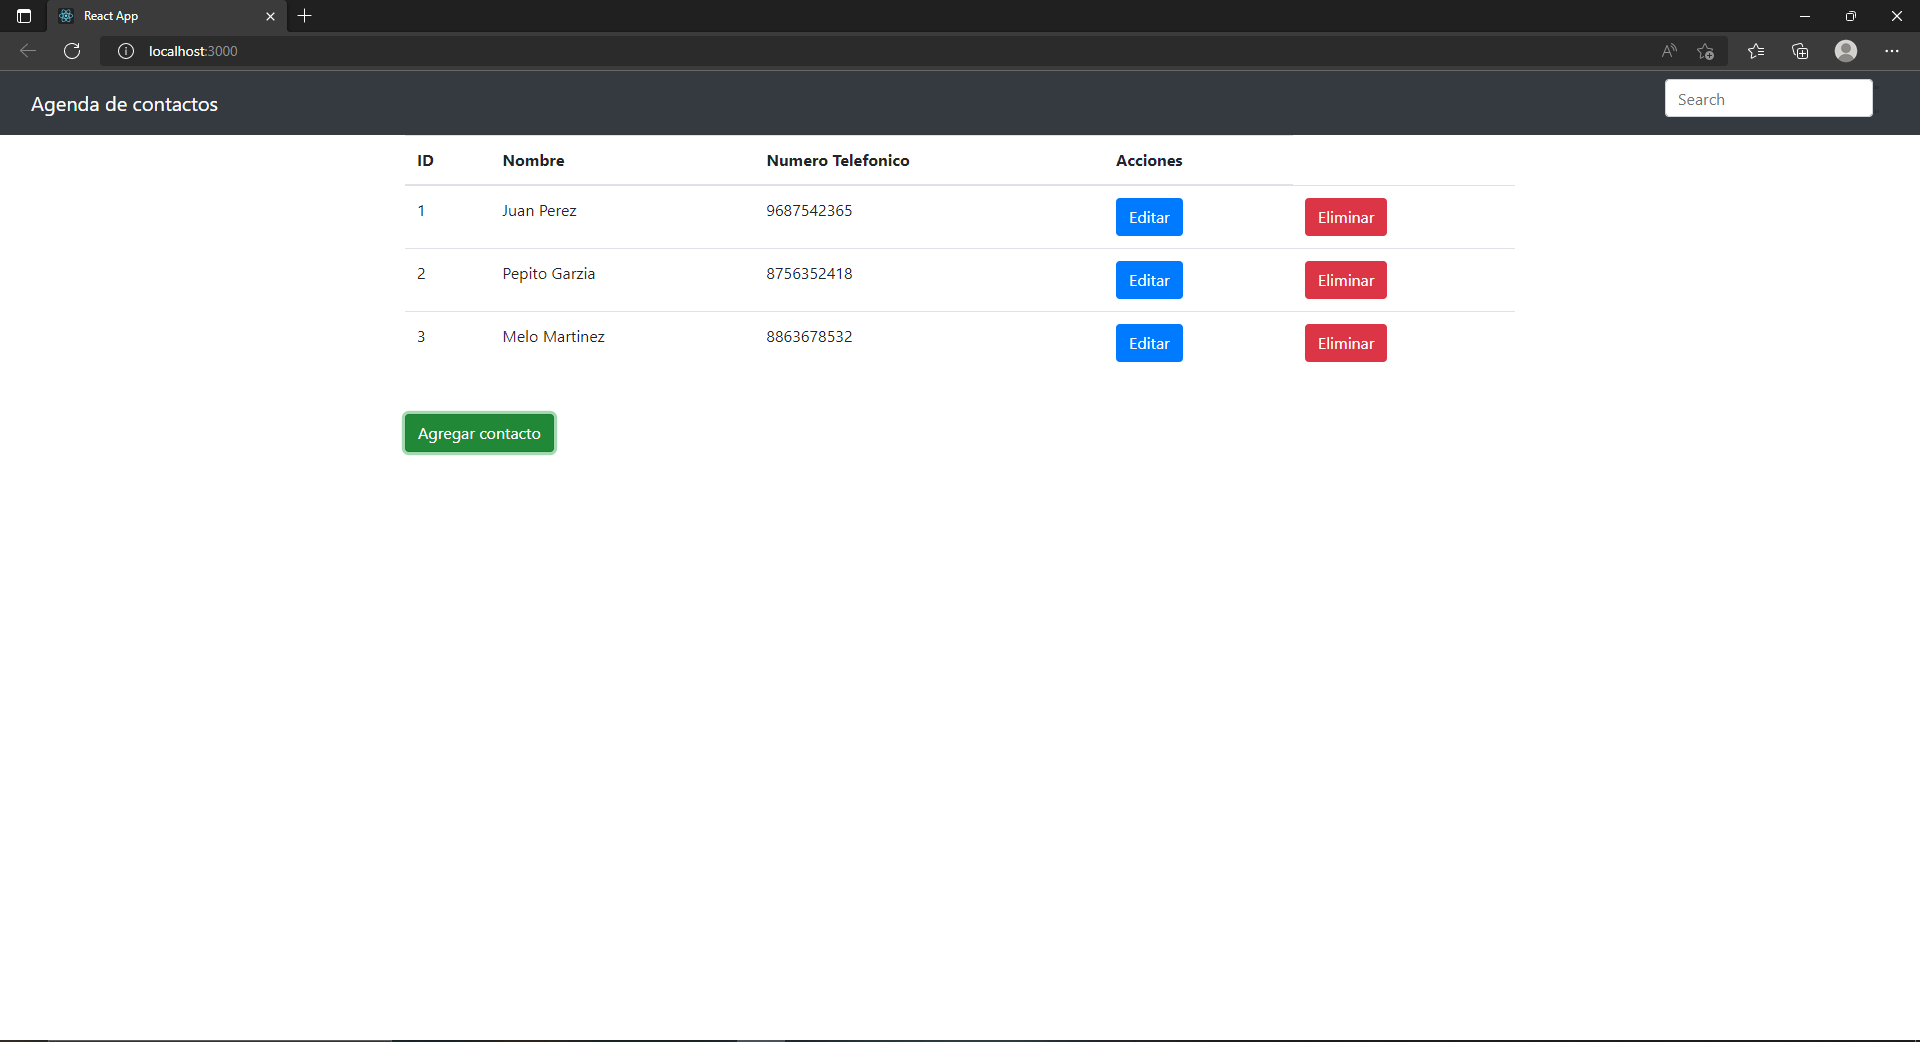 React App
localhost:3000
Agenda de contactos
Search
ID Nombre Numero Telefonico Acciones
1 Juan Perez 9687542365 Editar Eliminar
2 Pepito Garzia 8756352418 Editar Eliminar
3 Melo Martinez 8863678532 Editar Eliminar
Agregar contacto